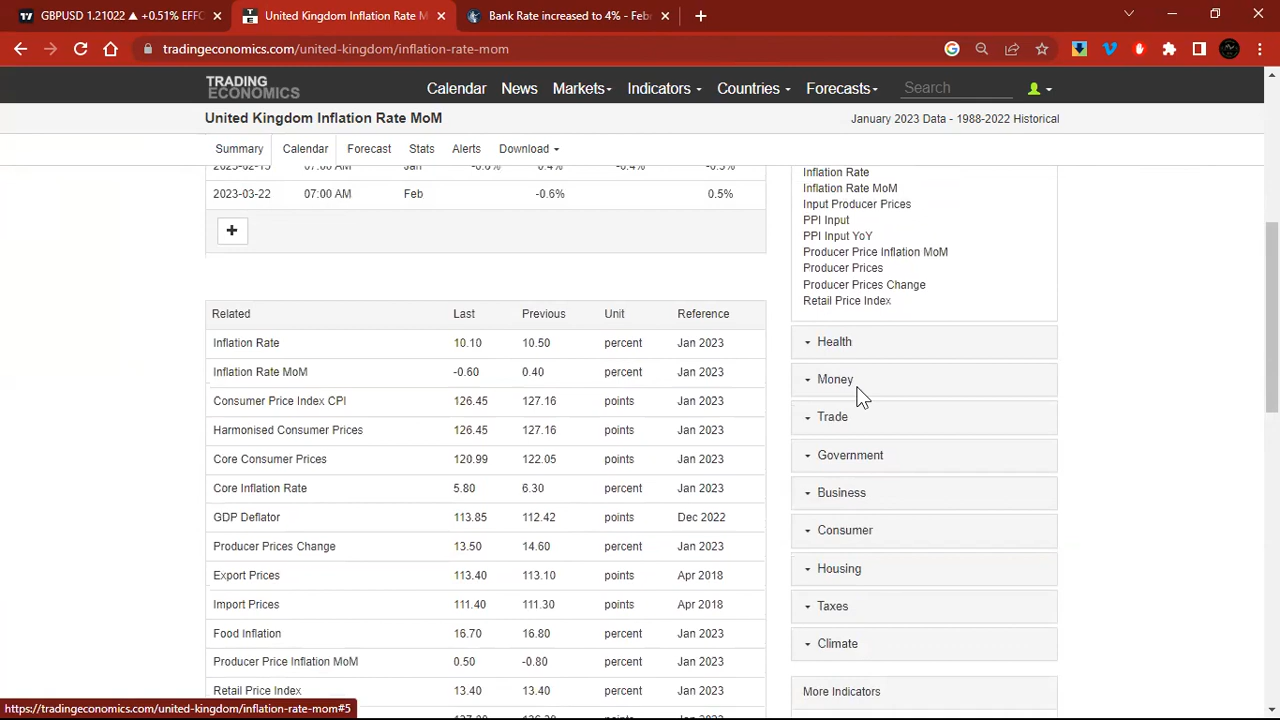 GBPUSD 1.21022 ▲ +0.51% EFFC
United Kingdom Inflation Rate M
Bank Rate increased to 4% - Febr
tradingeconomics.com/united-kingdom/inflation-rate-mom
TRADING ECONOMICS
Calendar News Markets Indicators Countries Forecasts Search
United Kingdom Inflation Rate MoM
January 2023 Data - 1988-2022 Historical
Summary Calendar Forecast Stats Alerts Download
07:00 AM Jan -0.6% 0.4% -0.4%
2023-03-22 07:00 AM Feb -0.6% 0.5%
+
Related Last Previous Unit Reference
Inflation Rate 10.10 10.50 percent Jan 2023
Inflation Rate MoM -0.60 0.40 percent Jan 2023
Consumer Price Index CPI 126.45 127.16 points Jan 2023
Harmonised Consumer Prices 126.45 127.16 points Jan 2023
Core Consumer Prices 120.99 122.05 points Jan 2023
Core Inflation Rate 5.80 6.30 percent Jan 2023
GDP Deflator 113.85 112.42 points Dec 2022
Producer Prices Change 13.50 14.60 percent Jan 2023
Export Prices 113.40 113.10 points Apr 2018
Import Prices 111.40 111.30 points Apr 2018
Food Inflation 16.70 16.80 percent Jan 2023
Producer Price Inflation MoM 0.50 -0.80 percent Jan 2023
Retail Price Index 13.40 13.40 percent Jan 2023
Inflation Rate
Inflation Rate MoM
Input Producer Prices
PPI Input
PPI Input YoY
Producer Price Inflation MoM
Producer Prices
Producer Prices Change
Retail Price Index
Health
Money
Trade
Government
Business
Consumer
Housing
Taxes
Climate
More Indicators
https://tradingeconomics.com/united-kingdom/inflation-rate-mom#5